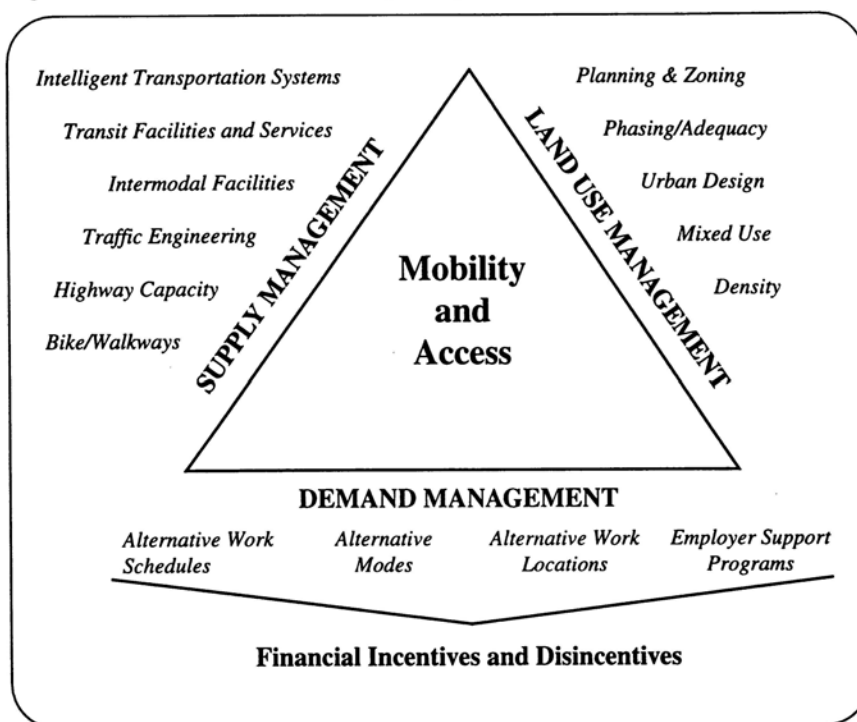 Intelligent Transportation Systems
Transit Facilities and Services
Intermodal Facilities
Traffic Engineering
Highway Capacity
Bike/Walkways
SUPPLY MANAGEMENT
Planning & Zoning
Phasing/Adequacy
Urban Design
Mixed Use
Density
LAND USE MANAGEMENT
Mobility
and
Access
DEMAND MANAGEMENT
Alternative Work
Schedules
Alternative
Modes
Alternative Work
Locations
Employer Support
Programs
Financial Incentives and Disincentives